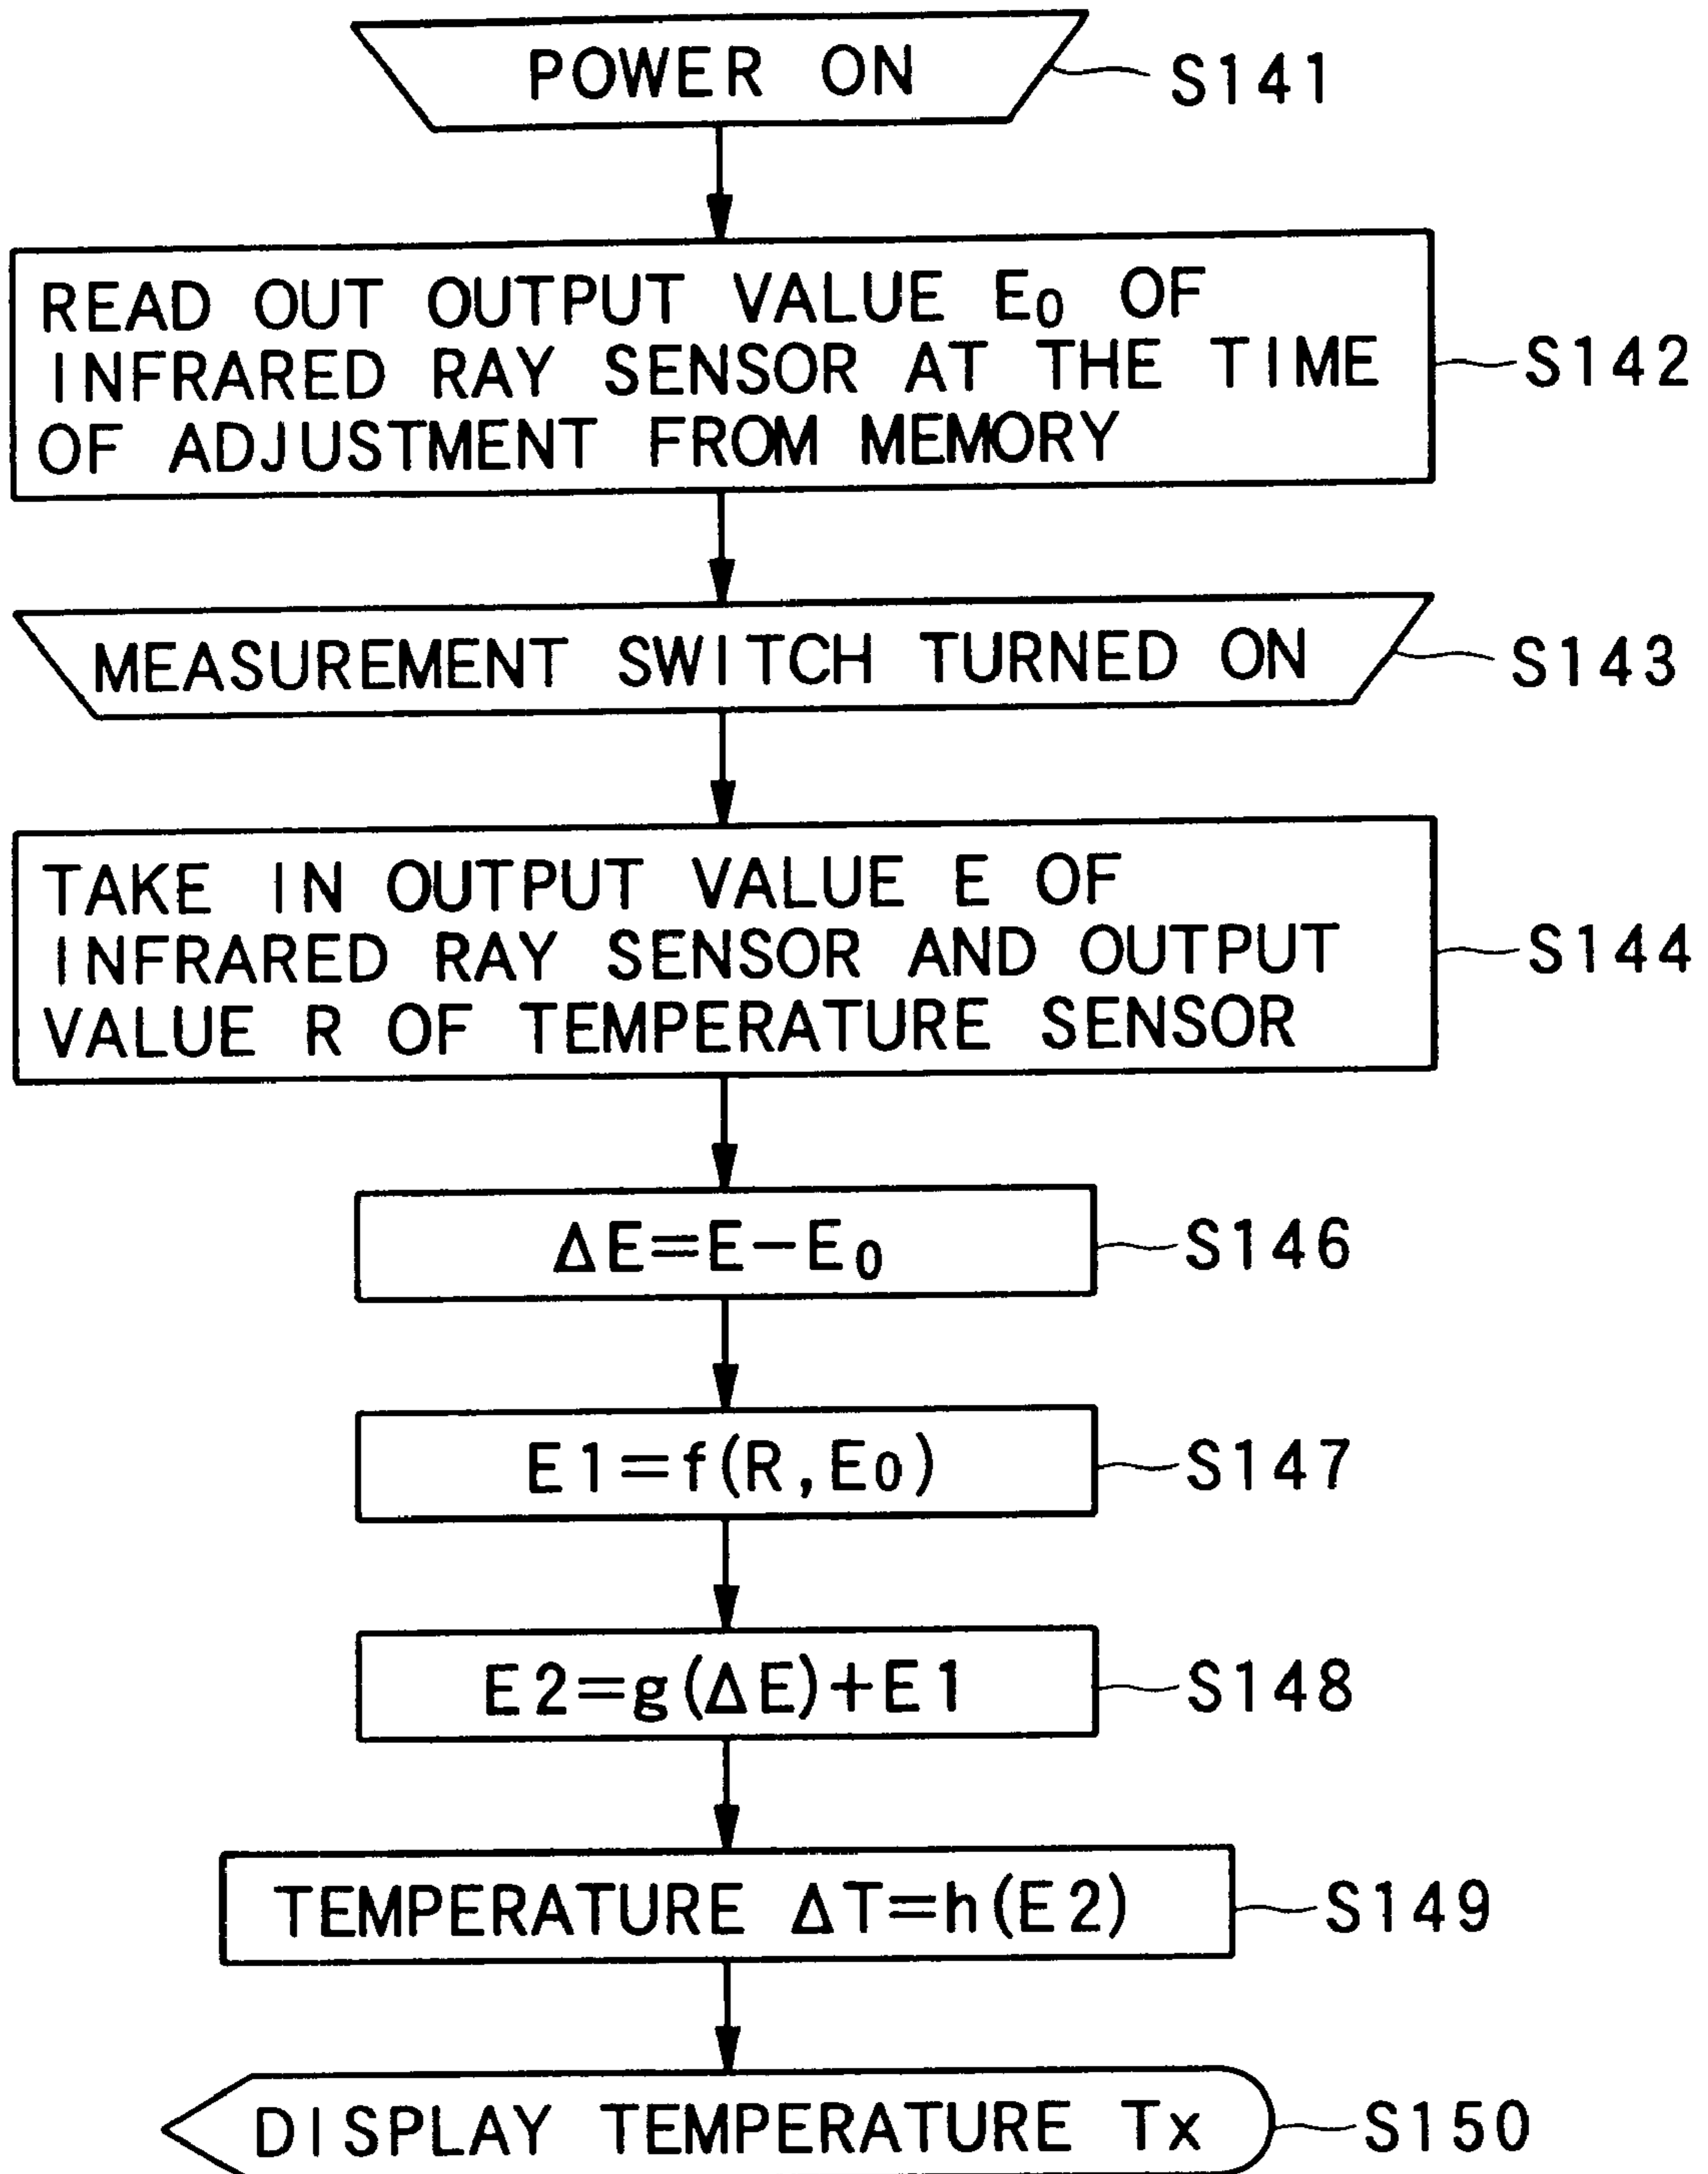 POWER ON
S141
READ OUT OUTPUT VALUE E₀ OF
INFRARED RAY SENSOR AT THE TIME
OF ADJUSTMENT FROM MEMORY
S142
MEASUREMENT SWITCH TURNED ON
S143
TAKE IN OUTPUT VALUE E OF
INFRARED RAY SENSOR AND OUTPUT
VALUE R OF TEMPERATURE SENSOR
S144
ΔE=E−E₀
S146
E1=f(R,E₀)
S147
E2=g(ΔE)+E1
S148
TEMPERATURE ΔT=h(E2)
S149
DISPLAY TEMPERATURE Tx
S150